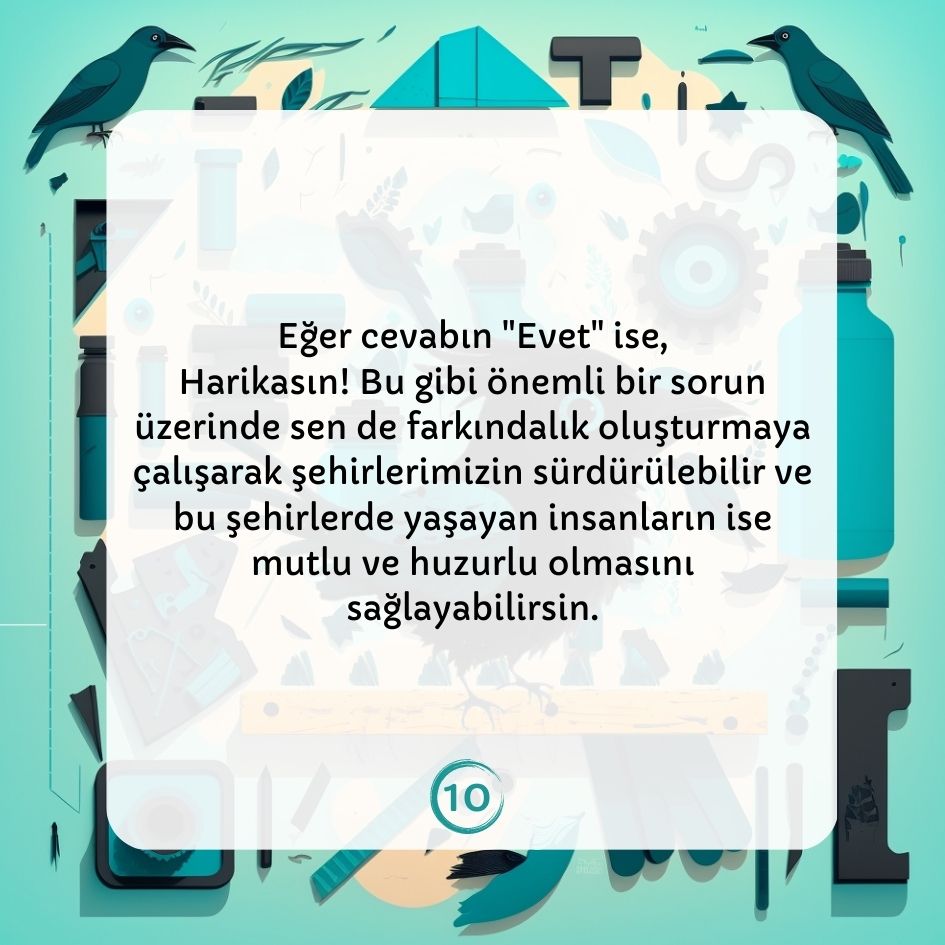 Eğer cevabın "Evet" ise,
Harikasın! Bu gibi önemli bir sorun
üzerinde sen de farkındalık oluşturmaya
çalışarak şehirlerimizin sürdürülebilir ve
bu şehirlerde yaşayan insanların ise
mutlu ve huzurlu olmasını
sağlayabilirsin.
10